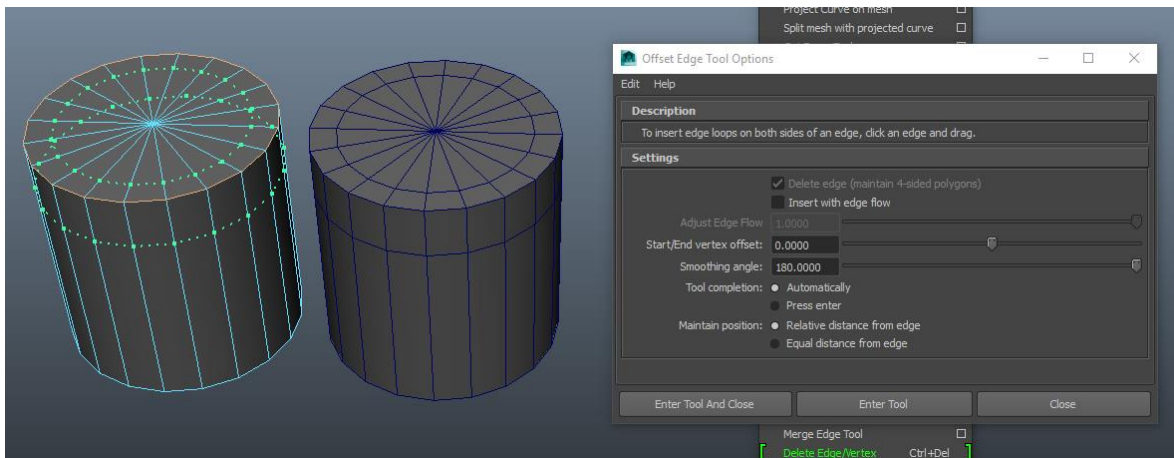 Project Curve on mesh
Split mesh with projected curve
Offset Edge Tool Options
Edit Help
Description
To insert edge loops on both sides of an edge, click an edge and drag.
Settings
Delete edge (maintain 4-sided polygons)
Insert with edge flow
Adjust Edge Flow 1.0000
Start/End vertex offset: 0.0000
Smoothing angle: 180.0000
Tool completion: Automatically
Press enter
Maintain position: Relative distance from edge
Equal distance from edge
Enter Tool And Close Enter Tool Close
Merge Edge Tool
Delete Edge/Vertex Ctrl+Del